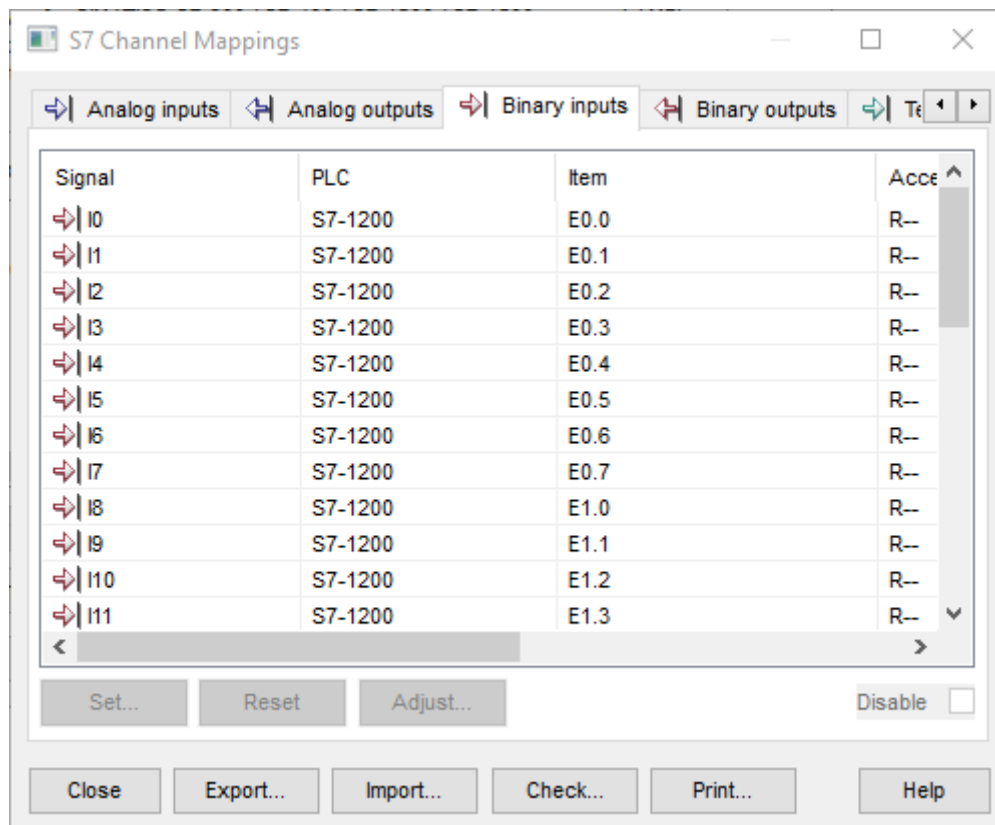 S7 Channel Mappings
Analog inputs Analog outputs Binary inputs Binary outputs
Signal PLC Item Acce
I0 S7-1200 E0.0 R--
I1 S7-1200 E0.1 R--
I2 S7-1200 E0.2 R--
I3 S7-1200 E0.3 R--
I4 S7-1200 E0.4 R--
I5 S7-1200 E0.5 R--
I6 S7-1200 E0.6 R--
I7 S7-1200 E0.7 R--
I8 S7-1200 E1.0 R--
I9 S7-1200 E1.1 R--
I10 S7-1200 E1.2 R--
I11 S7-1200 E1.3 R--
Set... Reset Adjust... Disable
Close Export... Import... Check... Print... Help